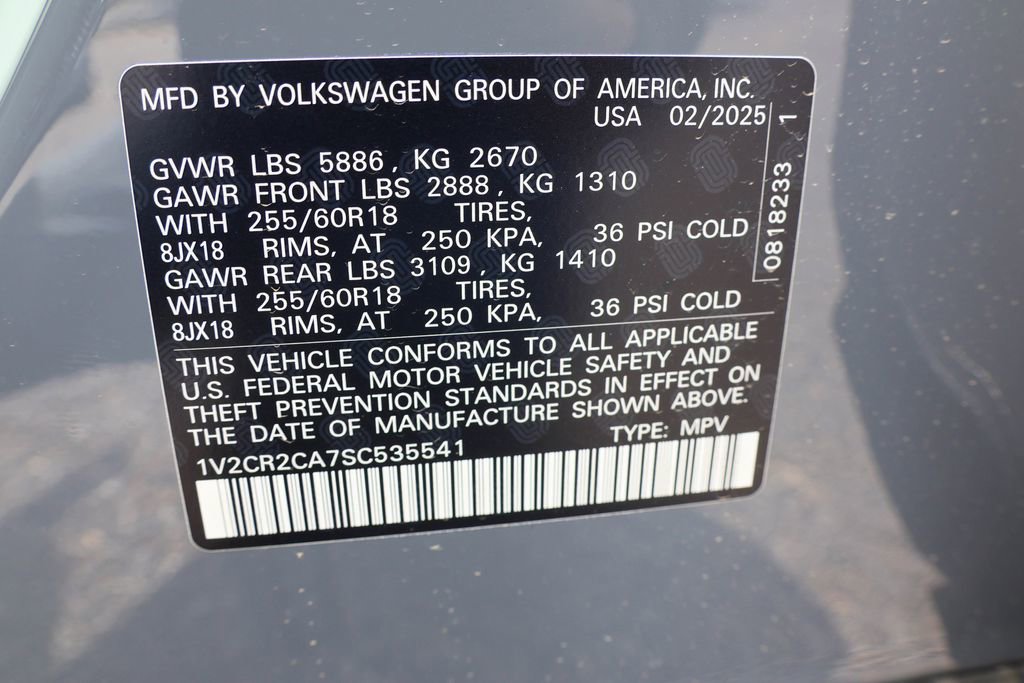 MFD BY VOLKSWAGEN GROUP OF AMERICA, INC.
USA 02/2025
GVWR LBS 5886, KG 2670
GAWR FRONT LBS 2888, KG 1310
WITH 255/60R18 TIRES,
8JX18 RIMS, AT 250 KPA, 36 PSI COLD
GAWR REAR LBS 3109, KG 1410
WITH 255/60R18 TIRES,
8JX18 RIMS, AT 250 KPA, 36 PSI COLD
THIS VEHICLE CONFORMS TO ALL APPLICABLE
U.S. FEDERAL MOTOR VEHICLE SAFETY AND
THEFT PREVENTION STANDARDS IN EFFECT ON
THE DATE OF MANUFACTURE SHOWN ABOVE.
TYPE: MPV
1V2CR2CA7SC535541
0818233 1